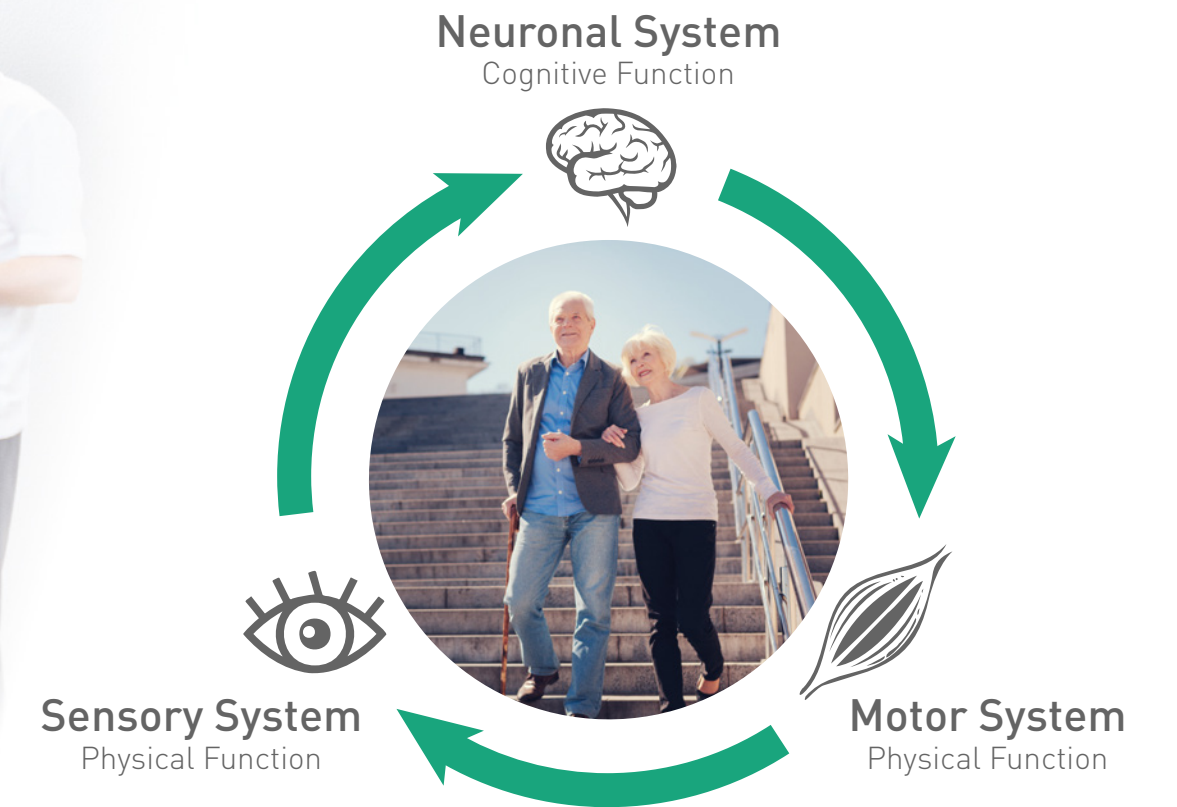 Neuronal System
Cognitive Function
Sensory System
Physical Function
Motor System
Physical Function